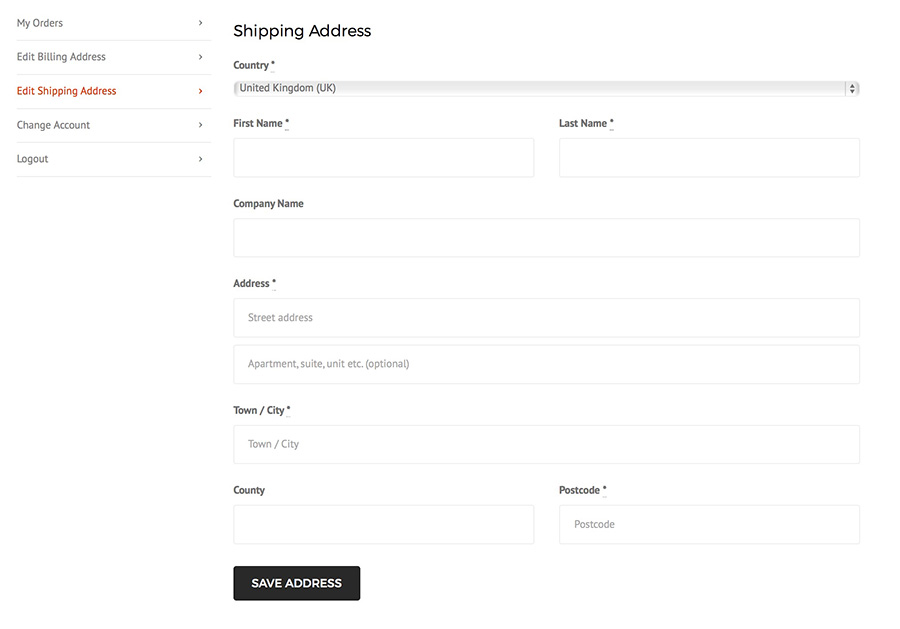 My Orders
Edit Billing Address
Edit Shipping Address
Change Account
Logout
Shipping Address
Country *
United Kingdom (UK)
First Name * Last Name *
Company Name
Address *
Street address
Apartment, suite, unit etc. (optional)
Town / City *
Town / City
County Postcode *
Postcode
SAVE ADDRESS